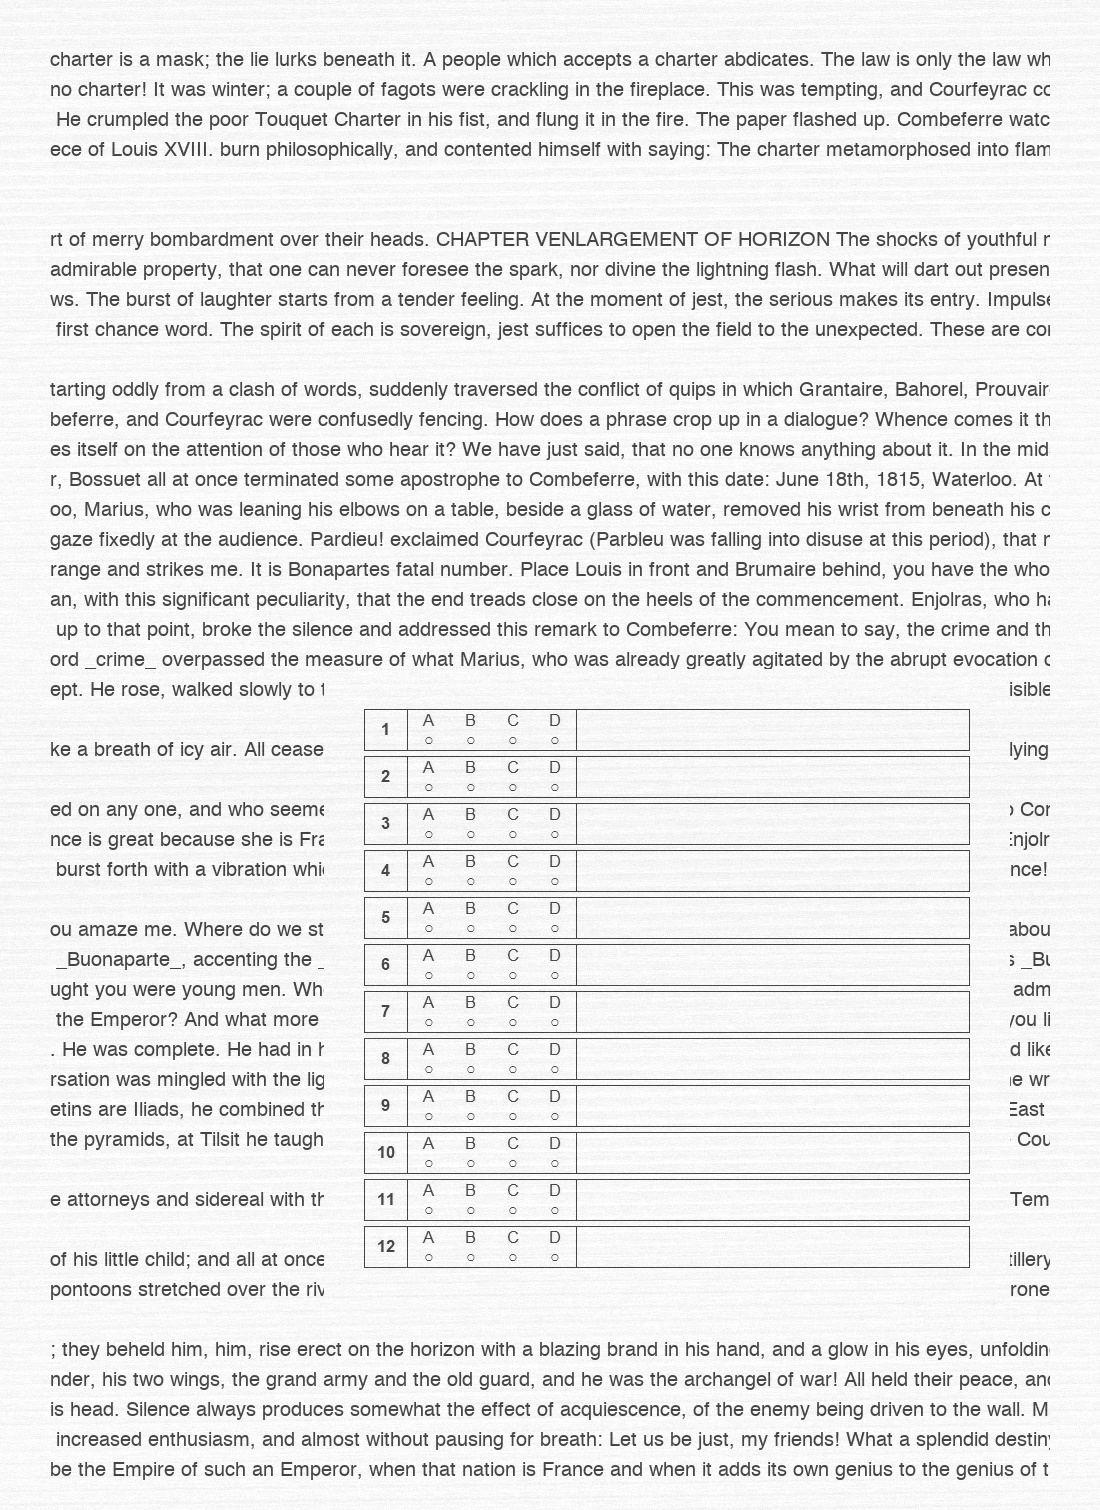 charter is a mask; the lie lurks beneath it. A people which accepts a charter abdicates. The law is only the law
no charter! It was winter; a couple of fagots were crackling in the fireplace. This was tempting, and Courfeyrac
He crumpled the poor Touquet Charter in his fist, and flung it in the fire. The paper flashed up. Combeferre watc
ece of Louis XVIII. burn philosophically, and contented himself with saying: The charter metamorphosed into flam
rt of merry bombardment over their heads. CHAPTER VENLARGEMENT OF HORIZON The shocks of youthful
admirable property, that one can never foresee the spark, nor divine the lightning flash. What will dart out presen
ws. The burst of laughter starts from a tender feeling. At the moment of jest, the serious makes its entry. Impulse
first chance word. The spirit of each is sovereign, jest suffices to open the field to the unexpected. These are
tarting oddly from a clash of words, suddenly traversed the conflict of quips in which Grantaire, Bahorel, Prouvair
beferre, and Courfeyrac were confusedly fencing. How does a phrase crop up in a dialogue? Whence comes it th
es itself on the attention of those who hear it? We have just said, that no one knows anything about it. In the mid
r, Bossuet all at once terminated some apostrophe to Combeferre, with this date: June 18th, 1815, Waterloo. At
oo, Marius, who was leaning his elbows on a table, beside a glass of water, removed his wrist from beneath his
gaze fixedly at the audience. Pardieu! exclaimed Courfeyrac (Parbleu was falling into disuse at this period), that
range and strikes me. It is Bonapartes fatal number. Place Louis in front and Brumaire behind, you have the who
an, with this significant peculiarity, that the end treads close on the heels of the commencement. Enjolras, who
up to that point, broke the silence and addressed this remark to Combeferre: You mean to say, the crime and th
ord _crime_ overpassed the measure of what Marius, who was already greatly agitated by the abrupt evocation
ept. He rose, walked slowly to isible
1 A B C D
ke a breath of icy air. All cease lying
2 A B C D
ed on any one, and who seeme Cor
3 A B C D
nce is great because she is Fra Enjolr
4 A B C D
burst forth with a vibration whi nce!
5 A B C D
ou amaze me. Where do we st abou
6 A B C D
_Buonaparte_, accenting the _ s _Bu
ught you were young men. Wh adm
7 A B C D
the Emperor? And what more you li
8 A B C D
. He was complete. He had in d like
rsation was mingled with the lig e wr
9 A B C D
etins are Iliads, he combined th East
10 A B C D
the pyramids, at Tilsit he taugh Cou
11 A B C D
e attorneys and sidereal with th Tem
12 A B C D
of his little child; and all at once tillery
pontoons stretched over the riv rone
; they beheld him, him, rise erect on the horizon with a blazing brand in his hand, and a glow in his eyes, unfoldin
nder, his two wings, the grand army and the old guard, and he was the archangel of war! All held their peace, and
is head. Silence always produces somewhat the effect of acquiescence, of the enemy being driven to the wall. M
increased enthusiasm, and almost without pausing for breath: Let us be just, my friends! What a splendid destiny
be the Empire of such an Emperor, when that nation is France and when it adds its own genius to the genius of t